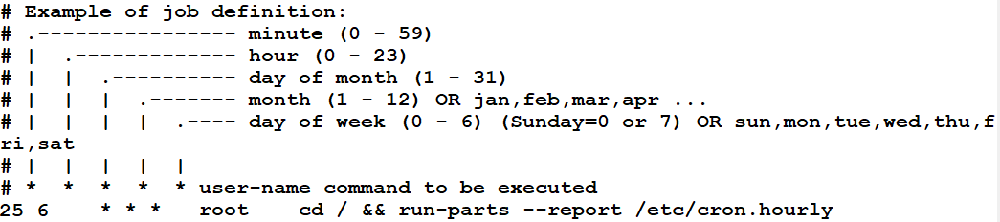 # Example of job definition:
# .---------------- minute (0 - 59)
# |  .------------- hour (0 - 23)
# |  |  .---------- day of month (1 - 31)
# |  |  |  .------- month (1 - 12) OR jan,feb,mar,apr ...
# |  |  |  |  .---- day of week (0 - 6) (Sunday=0 or 7) OR sun,mon,tue,wed,thu,f
ri,sat
# |  |  |  |  |
# *  *  *  *  * user-name command to be executed
25 6    * * *   root    cd / && run-parts --report /etc/cron.hourly